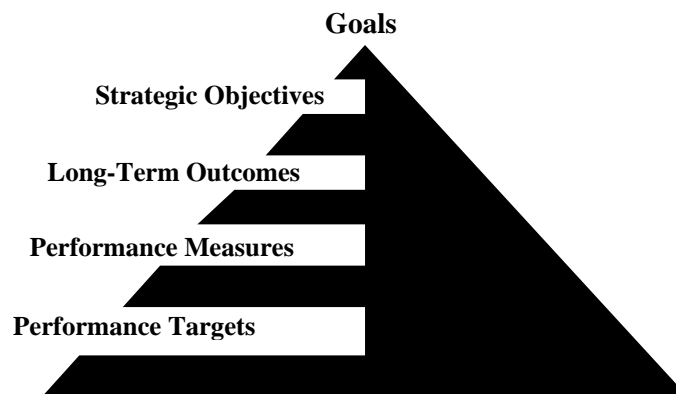 Goals
Strategic Objectives
Long-Term Outcomes
Performance Measures
Performance Targets